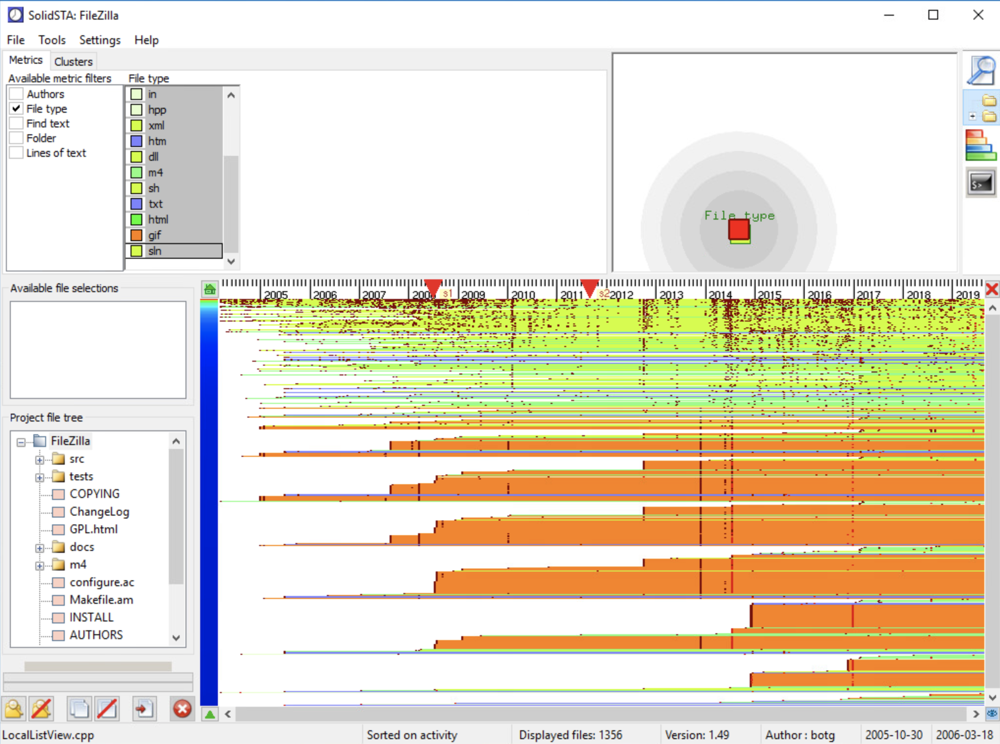 SolidSTA: FileZilla
File Tools Settings Help
Metrics Clusters
Available metric filters File type
Authors
File type
Find text
Folder
Lines of text
in
hpp
xml
htm
dll
m4
sh
txt
html
gif
sln
File type
$>
Available file selections
2005 2006 2007 2008 s1 2009 2010 2011 s2 2012 2013 2014 2015 2016 2017 2018 2019
Project file tree
FileZilla
src
tests
COPYING
ChangeLog
GPL.html
docs
m4
configure.ac
Makefile.am
INSTALL
AUTHORS
LocalListView.cpp Sorted on activity Displayed files: 1356 Version: 1.49 Author : botg 2005-10-30 2006-03-18